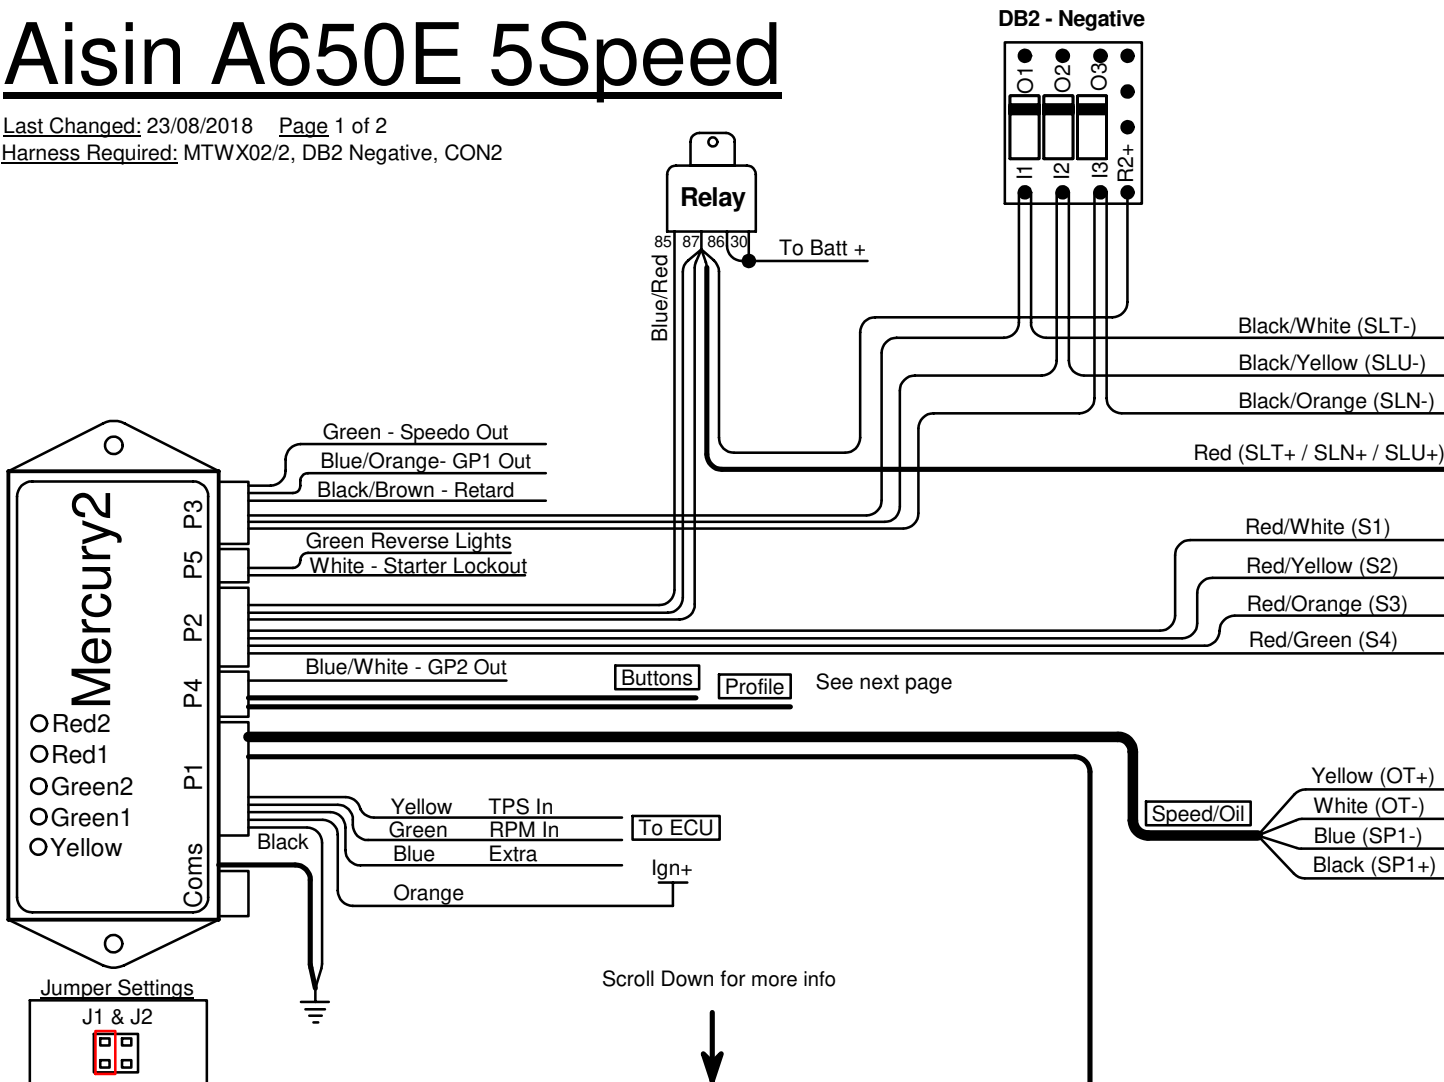 Aisin A650E 5Speed
Last Changed: 23/08/2018 Page 1 of 2
Harness Required: MTWX02/2, DB2 Negative, CON2
DB2 - Negative
O1 O2 O3
I1 I2 I3 R2+
Relay
85 87 86 30
To Batt +
Blue/Red
Black/White (SLT-)
Black/Yellow (SLU-)
Black/Orange (SLN-)
Red (SLT+ / SLN+ / SLU+)
Green - Speedo Out
Blue/Orange- GP1 Out
Black/Brown - Retard
Green Reverse Lights
White - Starter Lockout
Red/White (S1)
Red/Yellow (S2)
Red/Orange (S3)
Red/Green (S4)
Mercury2
P3
P5
P2
P4
P1
Coms
Blue/White - GP2 Out
Buttons
Profile
See next page
Red2
Red1
Green2
Green1
Yellow
Yellow TPS In
Green RPM In
Blue Extra
To ECU
Black
Orange
Ign+
Speed/Oil
Yellow (OT+)
White (OT-)
Blue (SP1-)
Black (SP1+)
Scroll Down for more info
Jumper Settings
J1 & J2